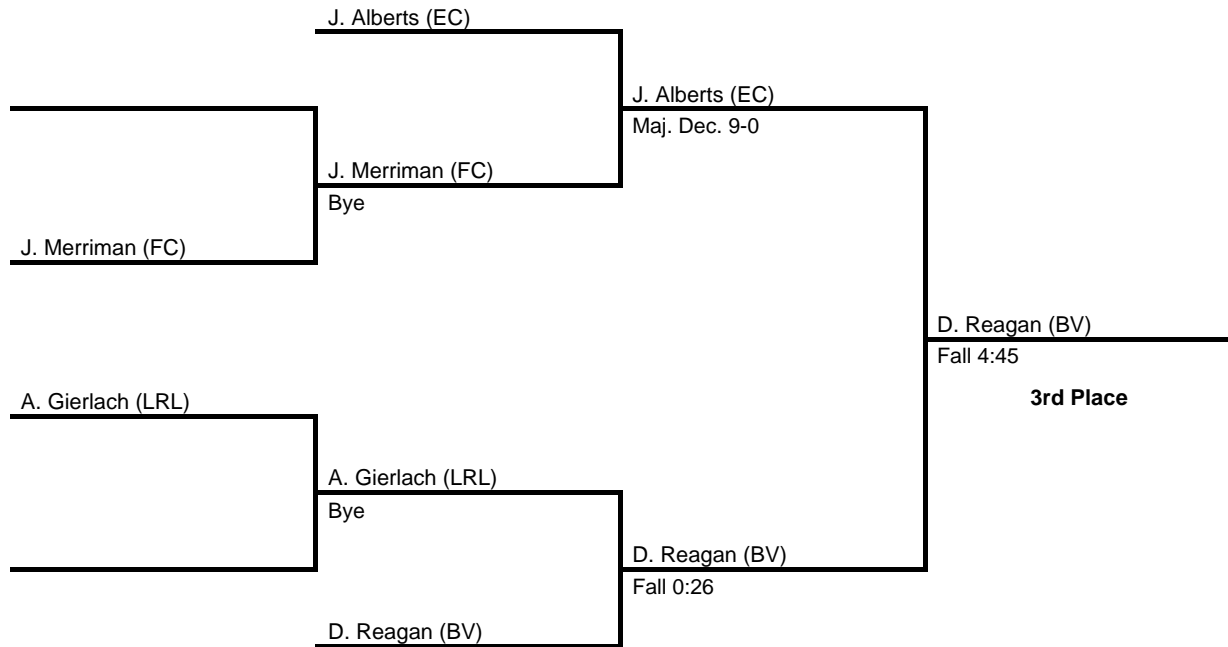 J. Alberts (EC)
J. Alberts (EC)
Maj. Dec. 9-0
J. Merriman (FC)
Bye
J. Merriman (FC)
D. Reagan (BV)
Fall 4:45
3rd Place
A. Gierlach (LRL)
A. Gierlach (LRL)
Bye
D. Reagan (BV)
Fall 0:26
D. Reagan (BV)